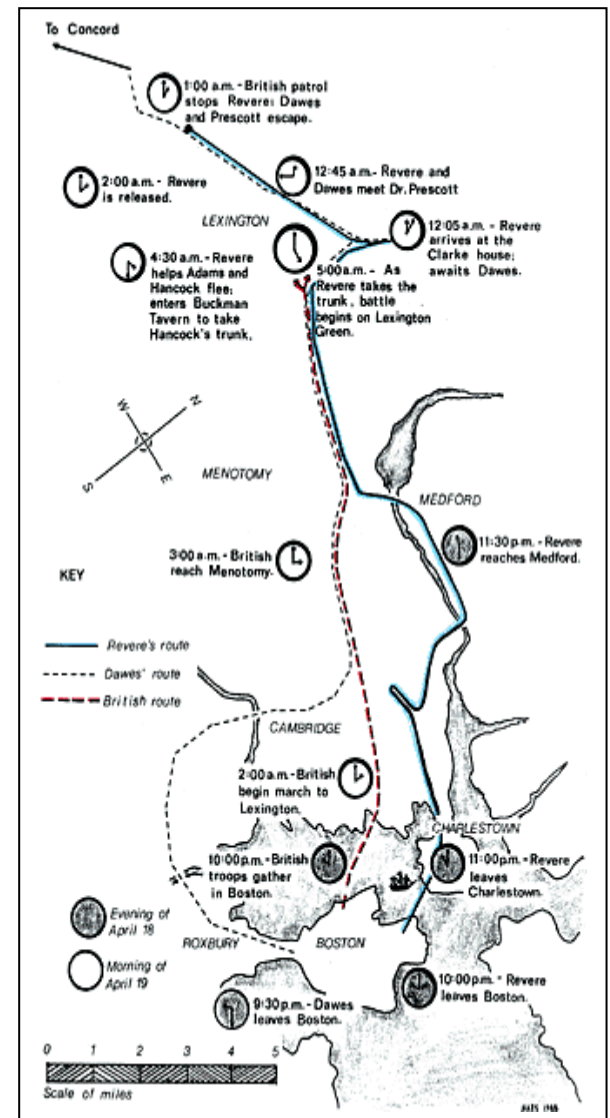 To Concord
1:00 a.m.-British patrol
stops Revere: Dawes
and Prescott escape.
12:45 a.m.- Revere and
Dawes meet Dr. Prescott
2:00 a.m. - Revere
is released.
LEXINGTON
12:05 a.m. - Revere
arrives at the
Clarke house;
awaits Dawes.
4:30 a.m. - Revere
helps Adams and
Hancock flee;
enters Buckman
Tavern to take
Hancock's trunk.
5:00 a.m. - As
Revere takes the
trunk, battle
begins on Lexington
Green.
W
N
S
E
MENOTOMY
MEDFORD
11:30 p.m. - Revere
reaches Medford.
3:00 a.m. - British
reach Menotomy.
KEY
Revere's route
Dawes' route
British route
CAMBRIDGE
2:00 a.m. - British
begin march to
Lexington.
CHARLESTOWN
10:00 p.m. - British
troops gather
in Boston.
11:00 p.m. - Revere
leaves
Charlestown.
Evening of
April 18
ROXBURY
BOSTON
Morning of
April 19
10:00 p.m. - Revere
leaves Boston.
9:30 p.m. - Dawes
leaves Boston.
0 1 2 3 4 5
Scale of miles